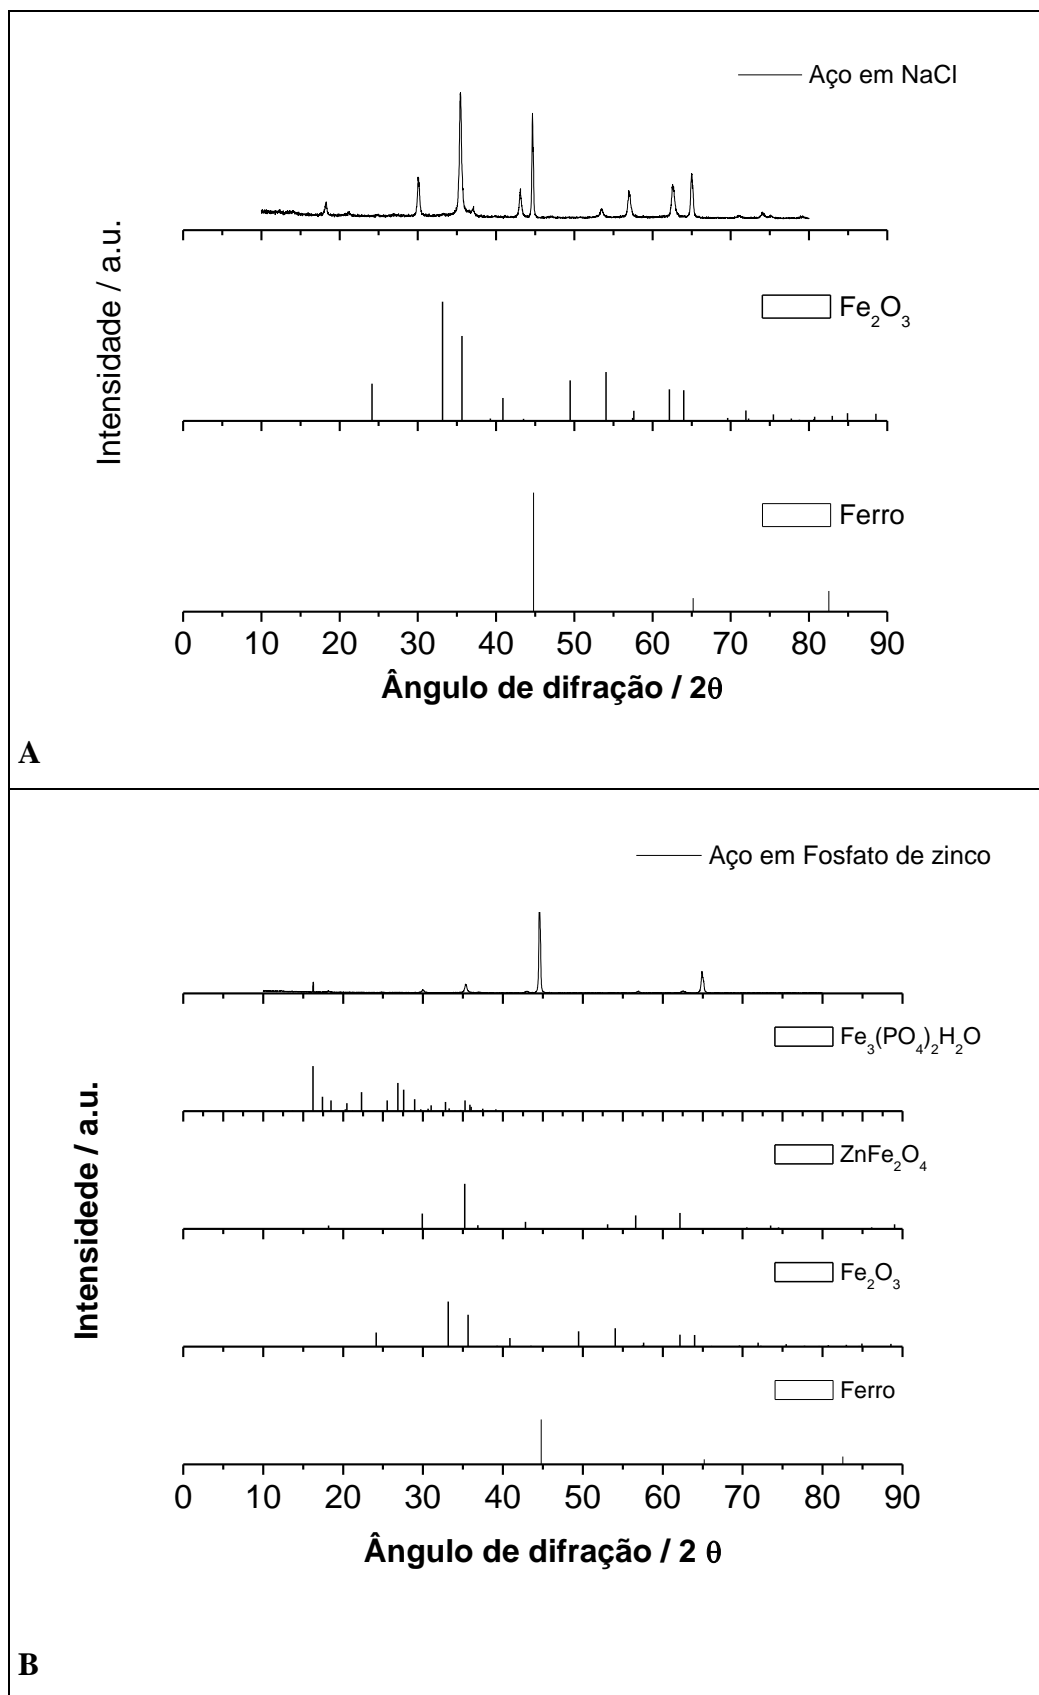 Aço em NaCl
Intensidade / a.u.
Fe₂O₃
Ferro
0 10 20 30 40 50 60 70 80 90
Ângulo de difração / 2θ
A
Aço em Fosfato de zinco
Intensidede / a.u.
Fe₃(PO₄)₂H₂O
ZnFe₂O₄
Fe₂O₃
Ferro
0 10 20 30 40 50 60 70 80 90
Ângulo de difração / 2 θ
B